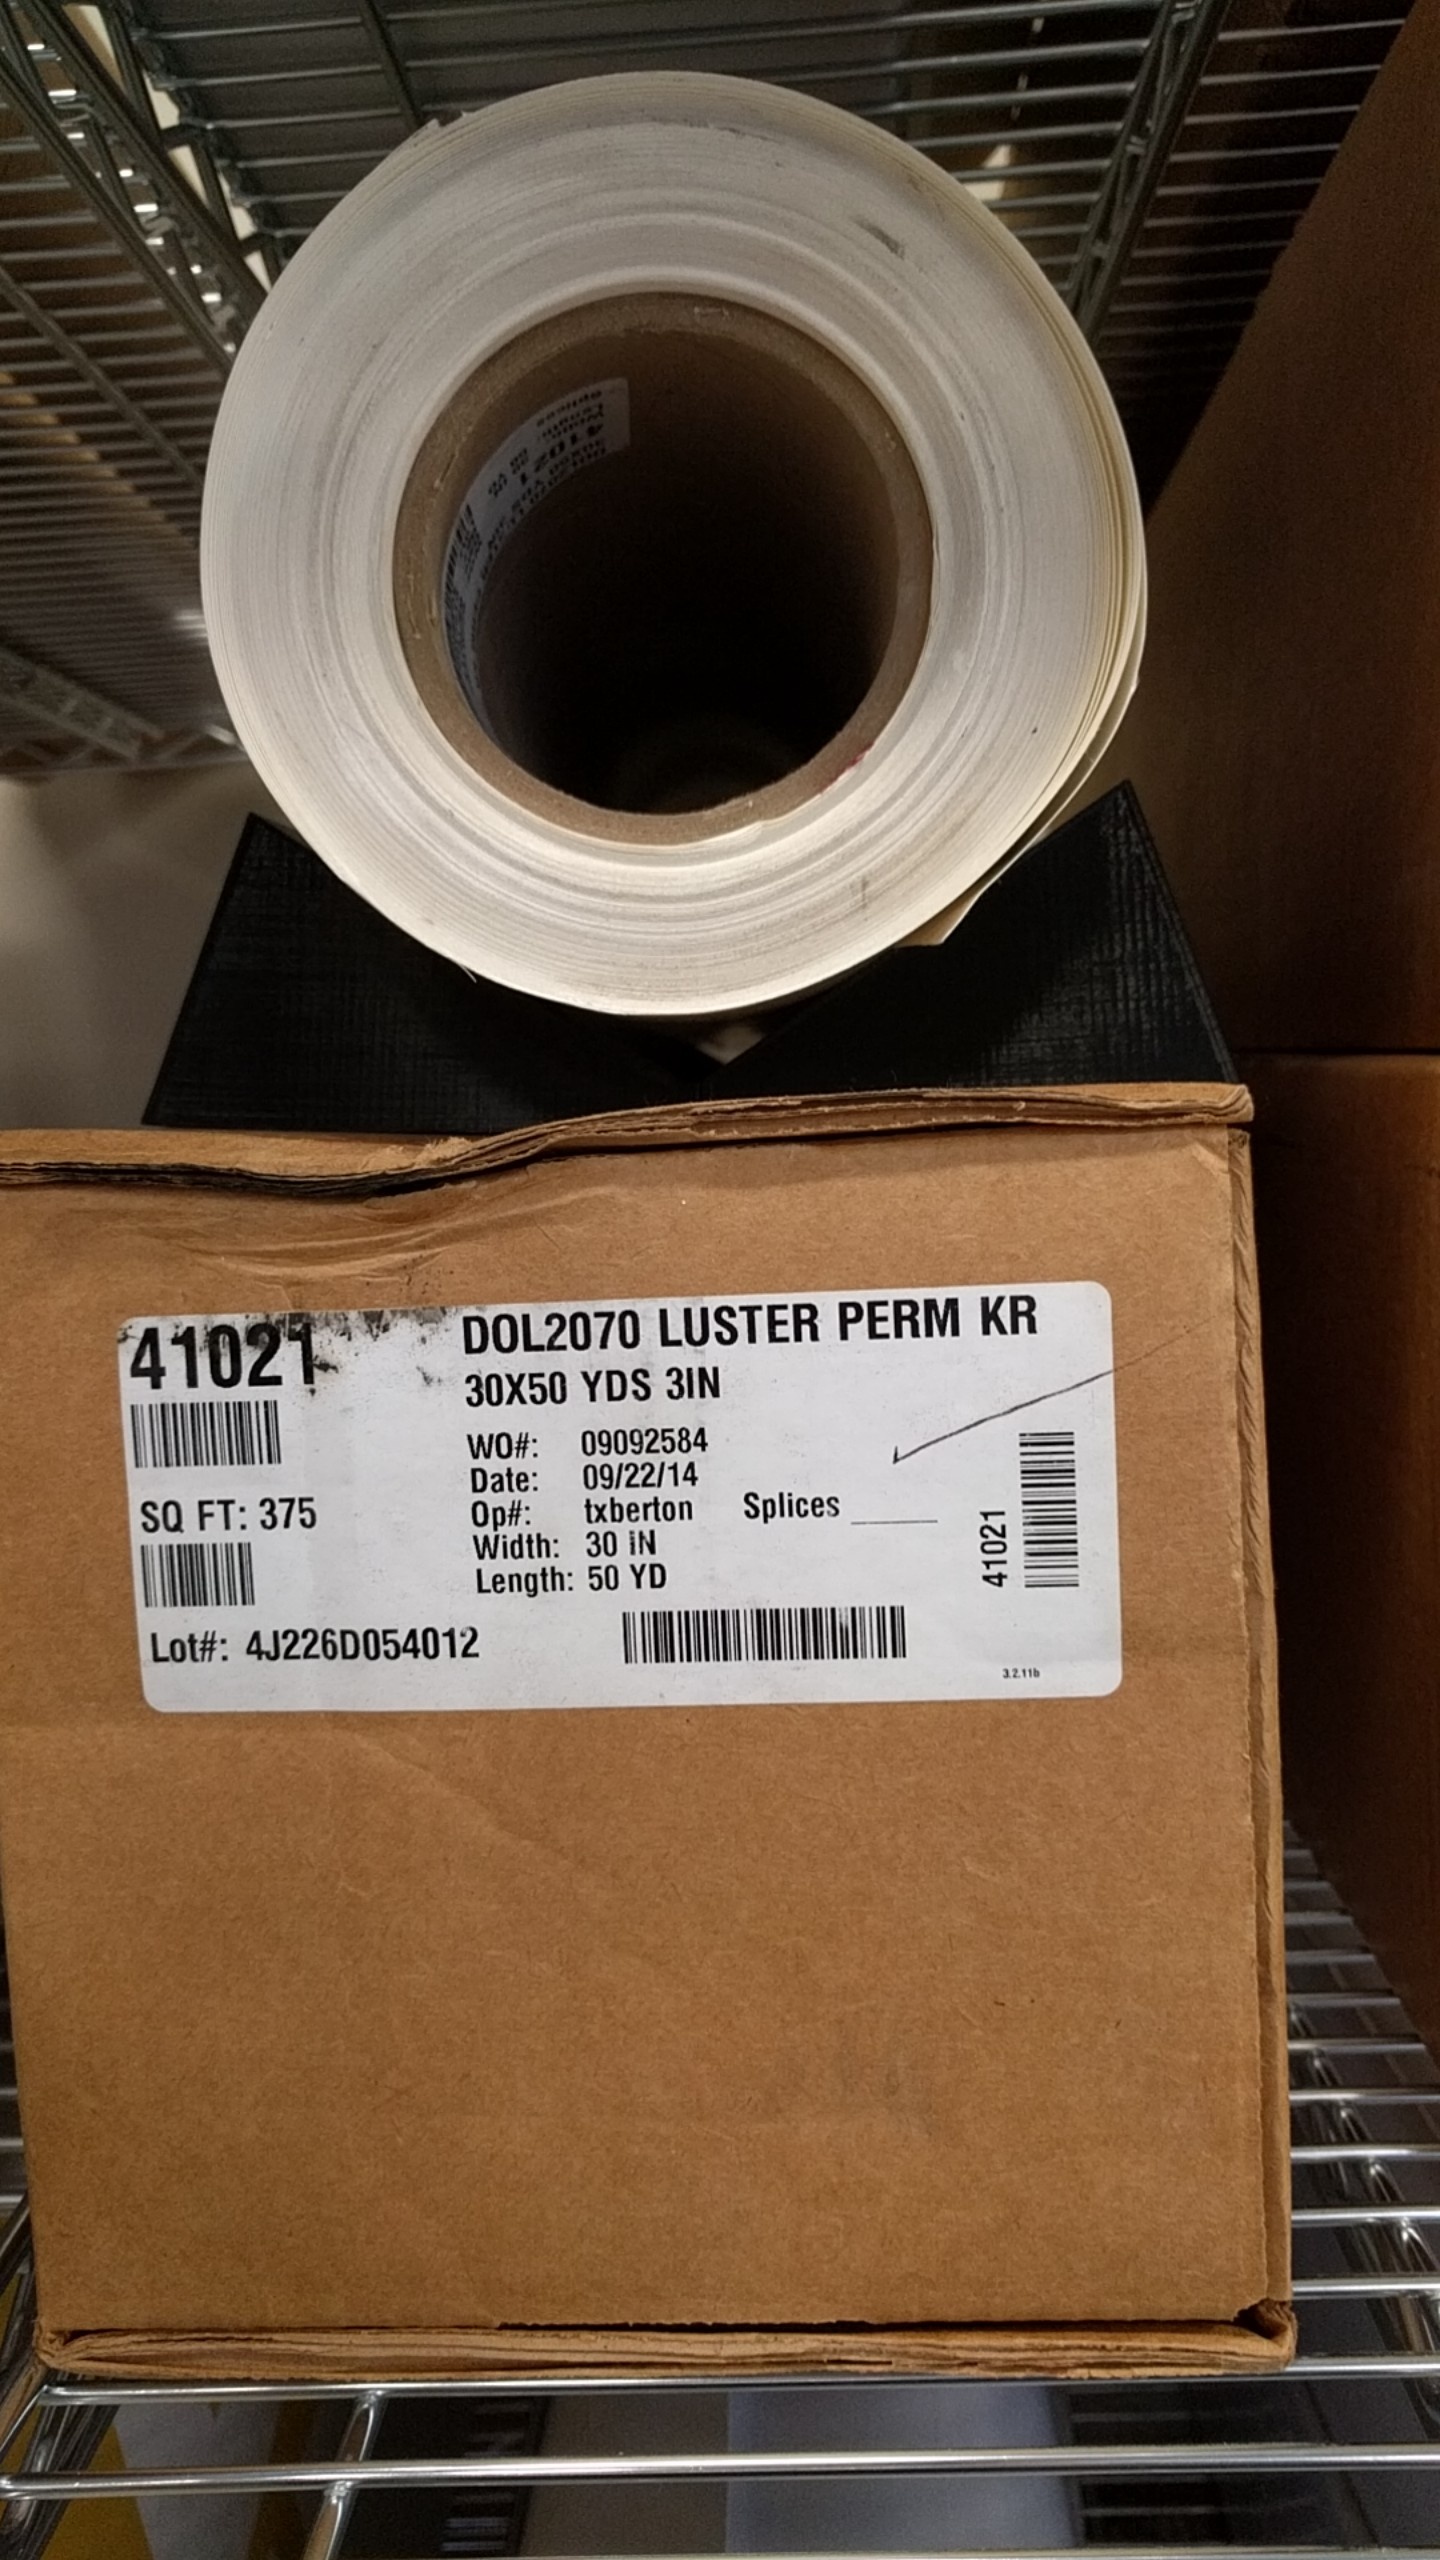 41021
DOL2070 LUSTER PERM KR
30X50 YDS 3IN
WO#: 09092584
Date: 09/22/14
Op#: txberton Splices
Width: 30 IN
Length: 50 YD
SQ FT: 375
41021
Lot#: 4J226D054012
3.2.11b
41021